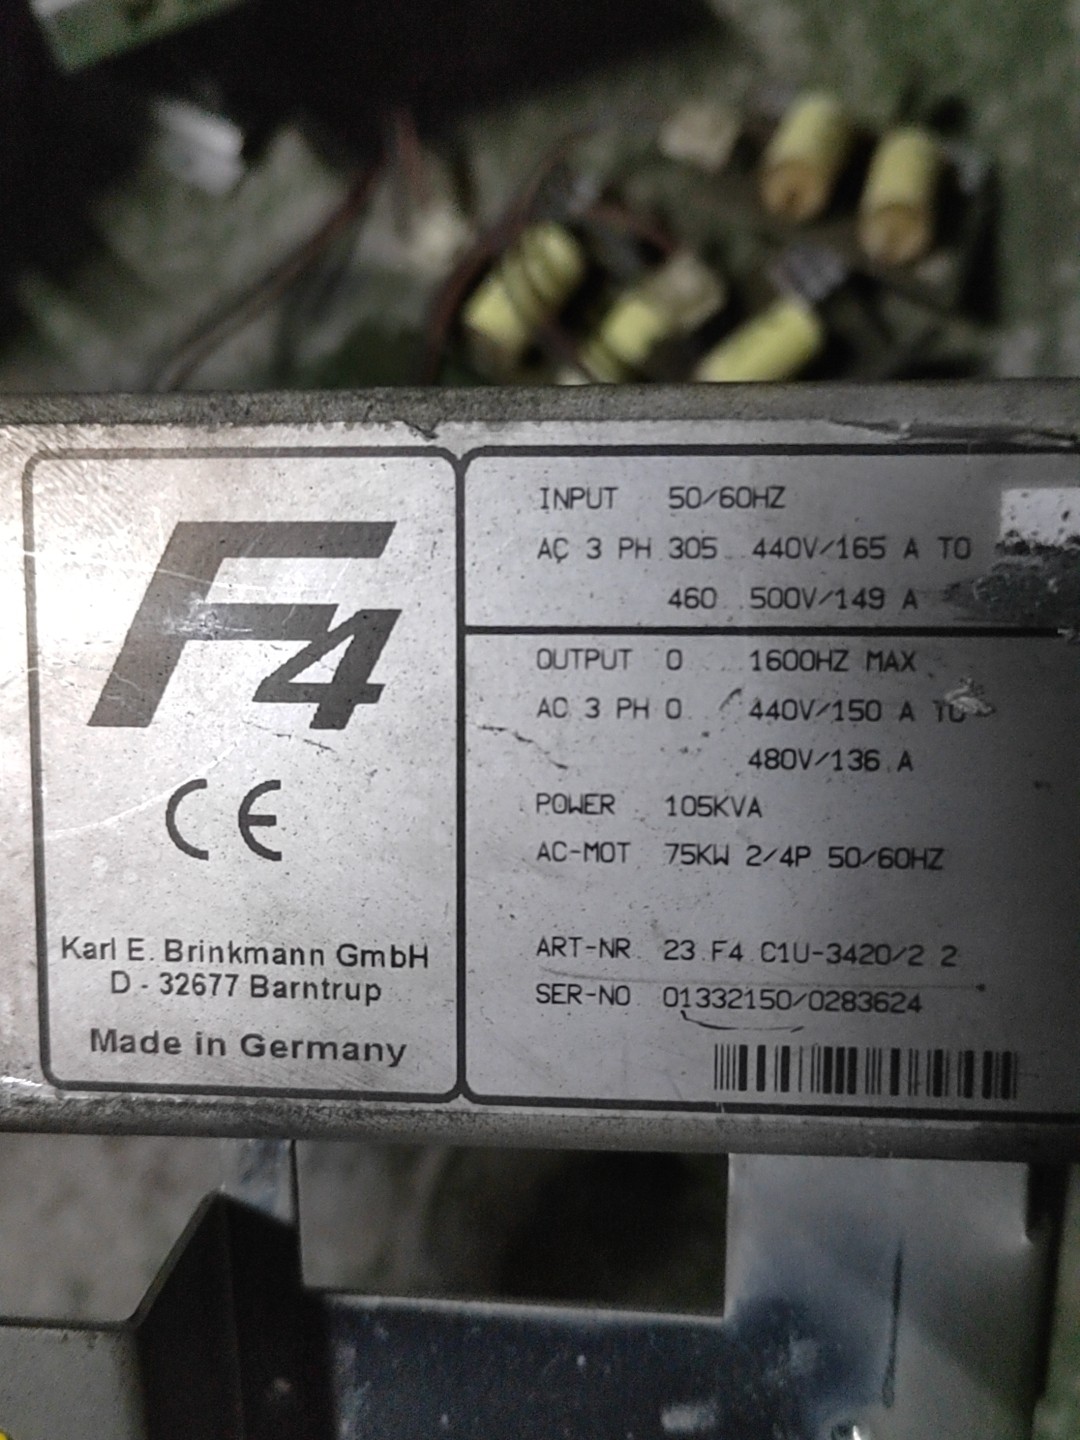 F4
CE
Karl E. Brinkmann GmbH
D - 32677 Barntrup
Made in Germany
INPUT 50/60HZ
AC 3 PH 305 440V/165 A TO
460 500V/149 A
OUTPUT 0 1600HZ MAX
AC 3 PH 0 440V/150 A TO
480V/136 A
POWER 105KVA
AC-MOT 75KW 2/4P 50/60HZ
ART-NR 23.F4.C1U-3420/2.2
SER-NO 01332150/0283624